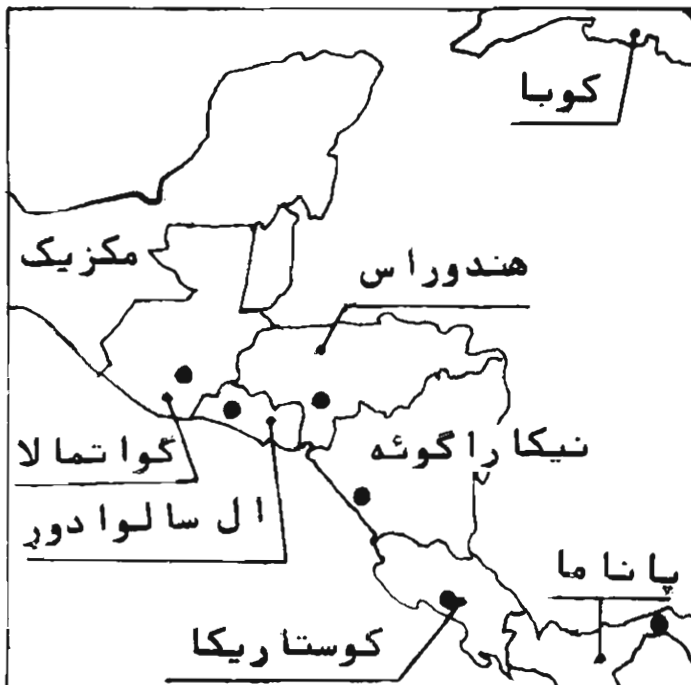 کوبا
مکزیک
هندوراس
نیکاراگوئه
گواتمالا
ال سالوادور
پاناما
کوستاریکا